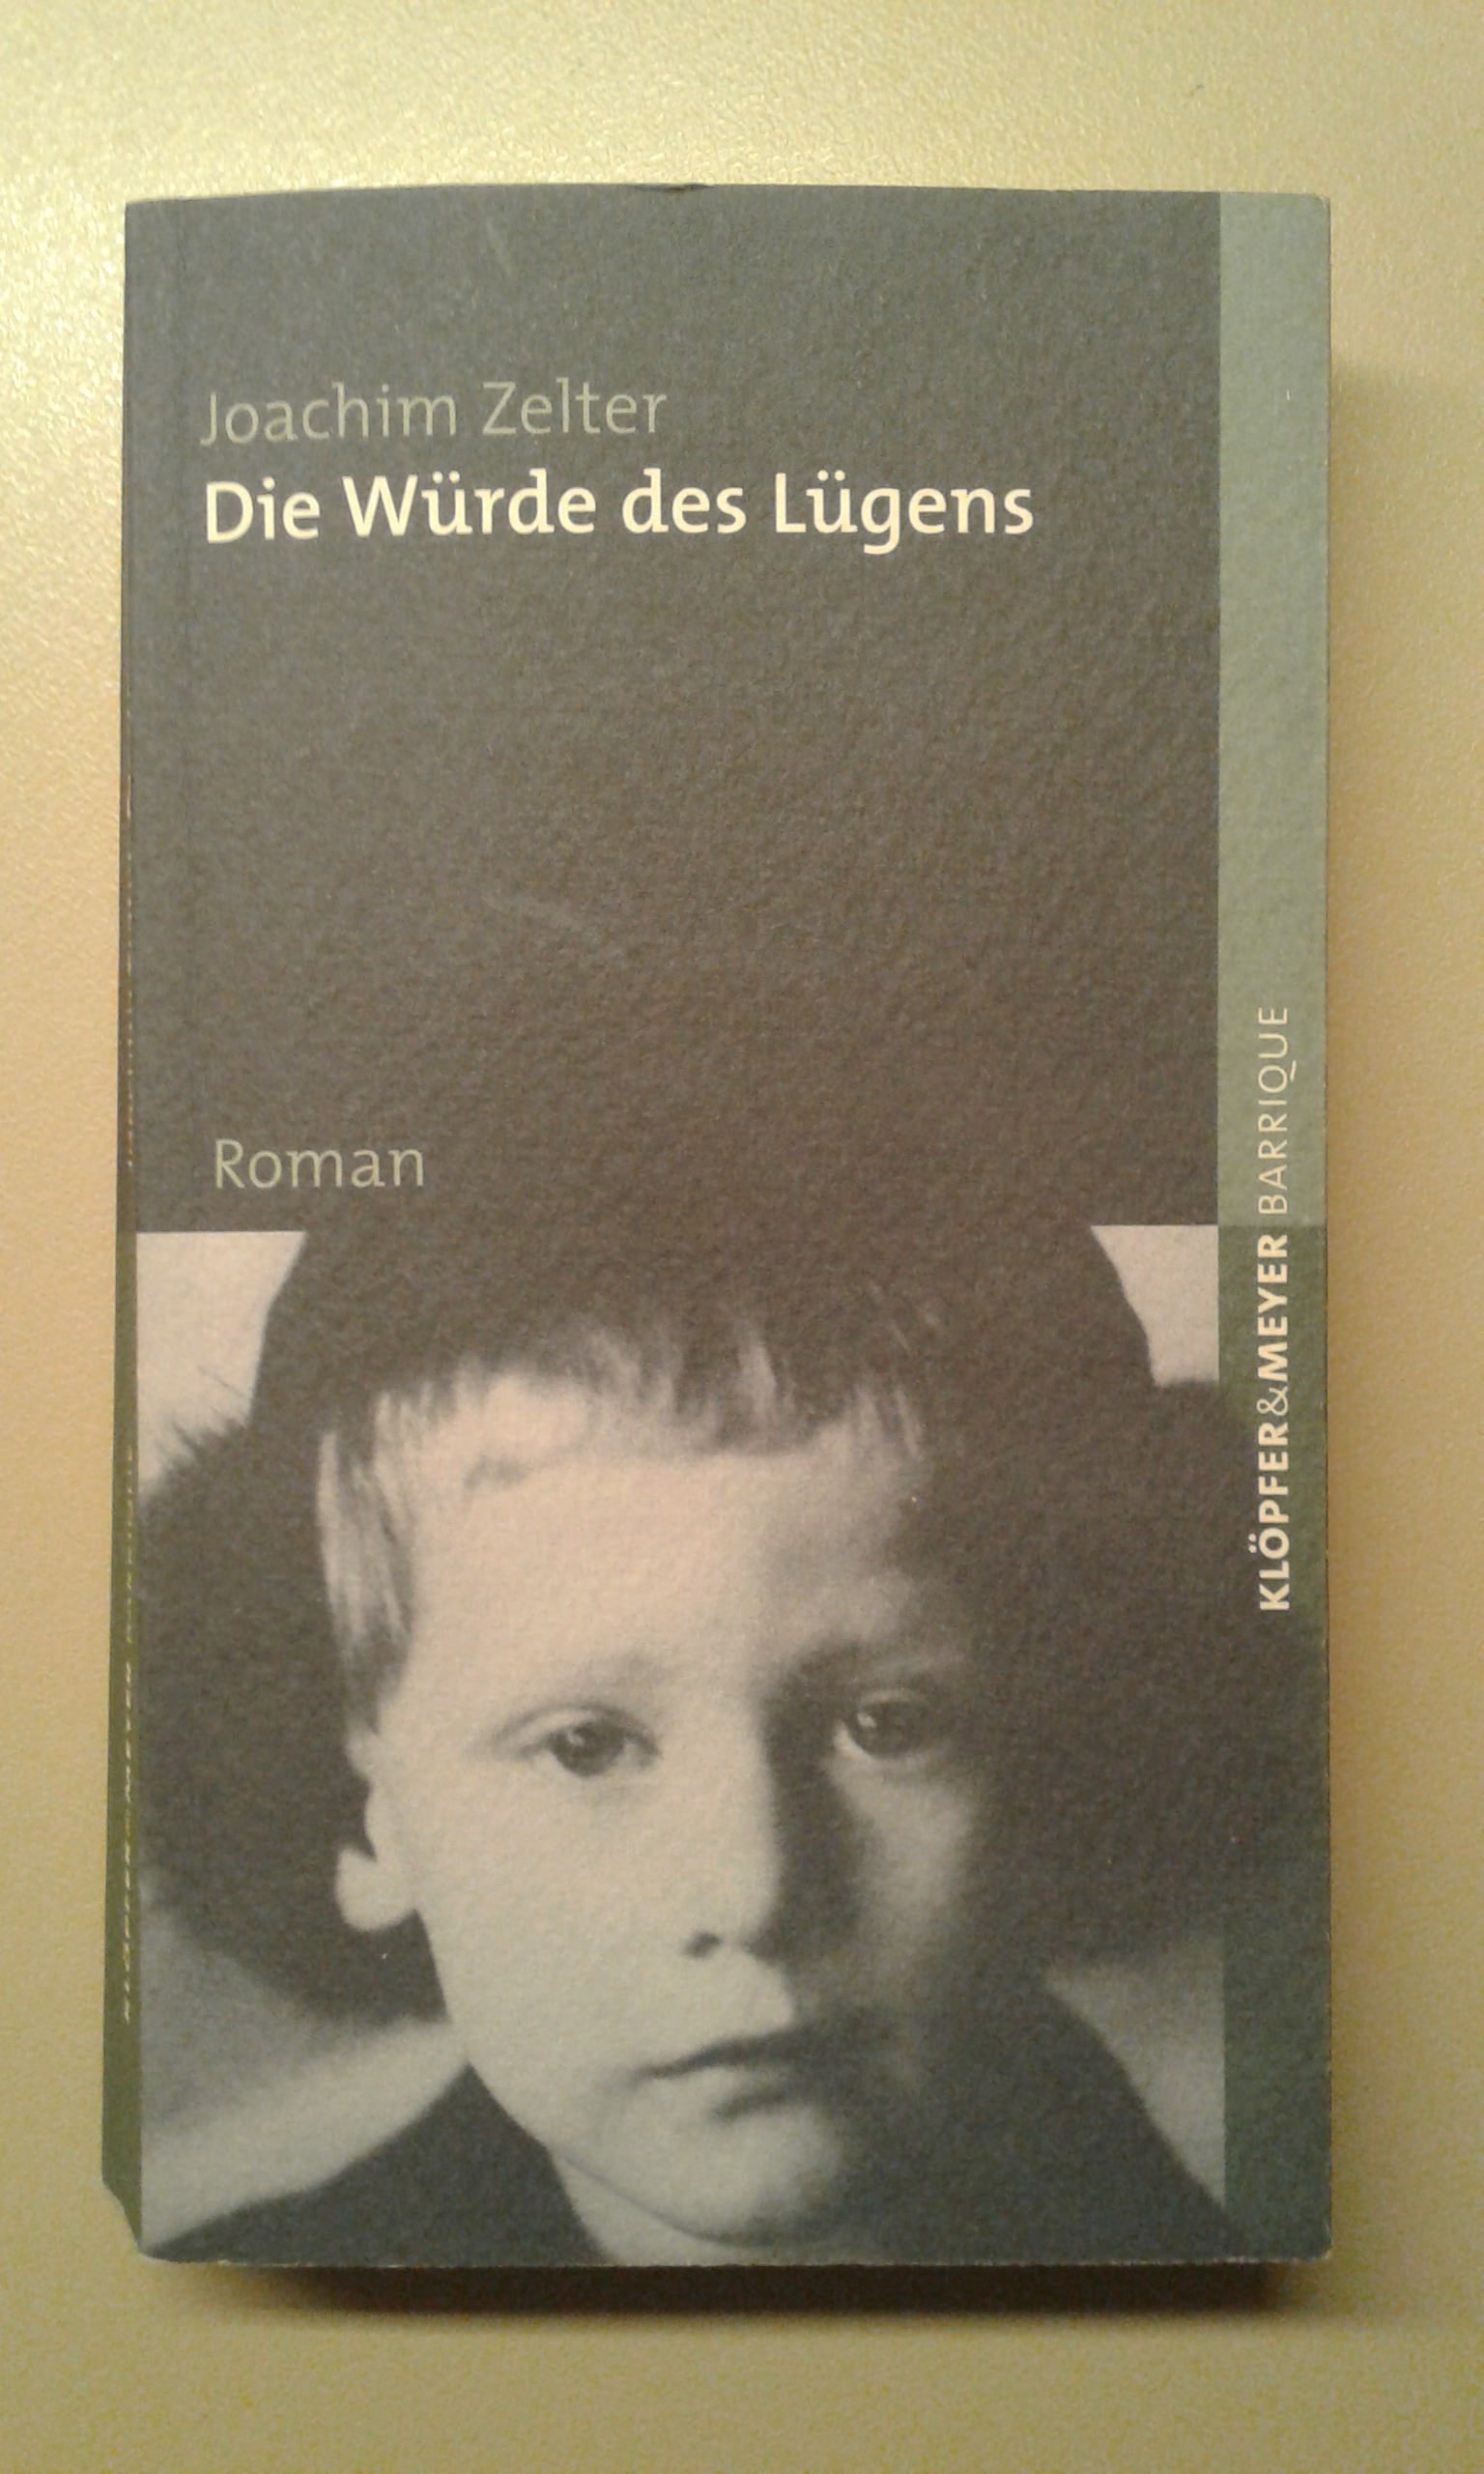 Joachim Zelter
Die Würde des Lügens
Roman
KLÖPFER&MEYER BARRIQUE